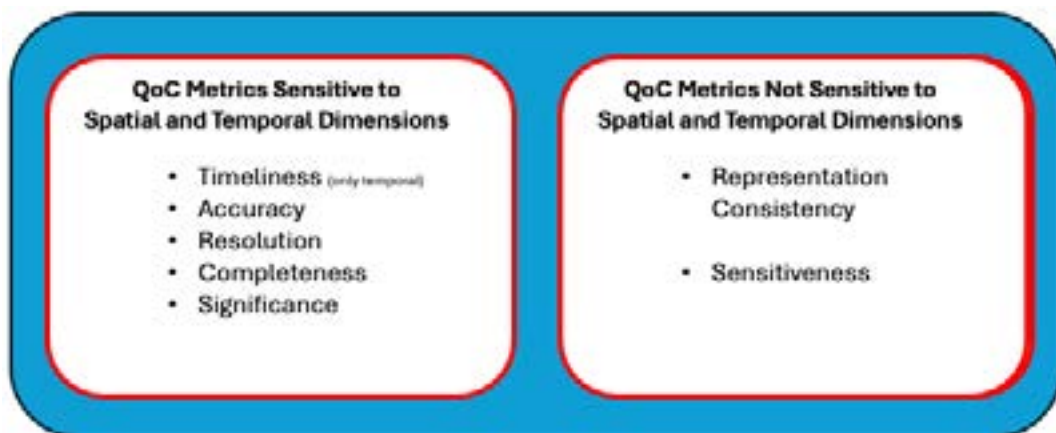 QoC Metrics Sensitive to
Spatial and Temporal Dimensions
• Timeliness (only temporal)
• Accuracy
• Resolution
• Completeness
• Significance
QoC Metrics Not Sensitive to
Spatial and Temporal Dimensions
• Representation
Consistency
• Sensitiveness